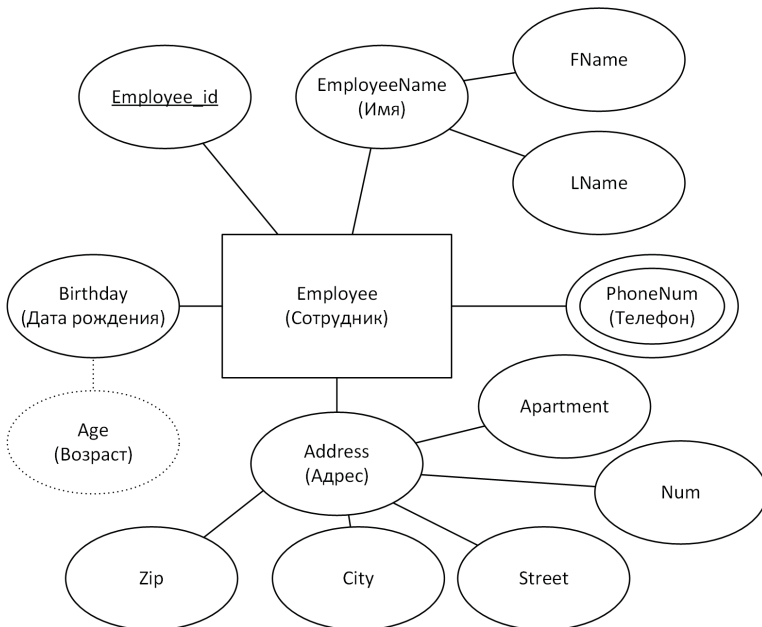 FName
Employee_id
EmployeeName
(Имя)
LName
Birthday
(Дата рождения)
Employee
(Сотрудник)
PhoneNum
(Телефон)
Age
(Возраст)
Apartment
Address
(Адрес)
Num
Zip
City
Street